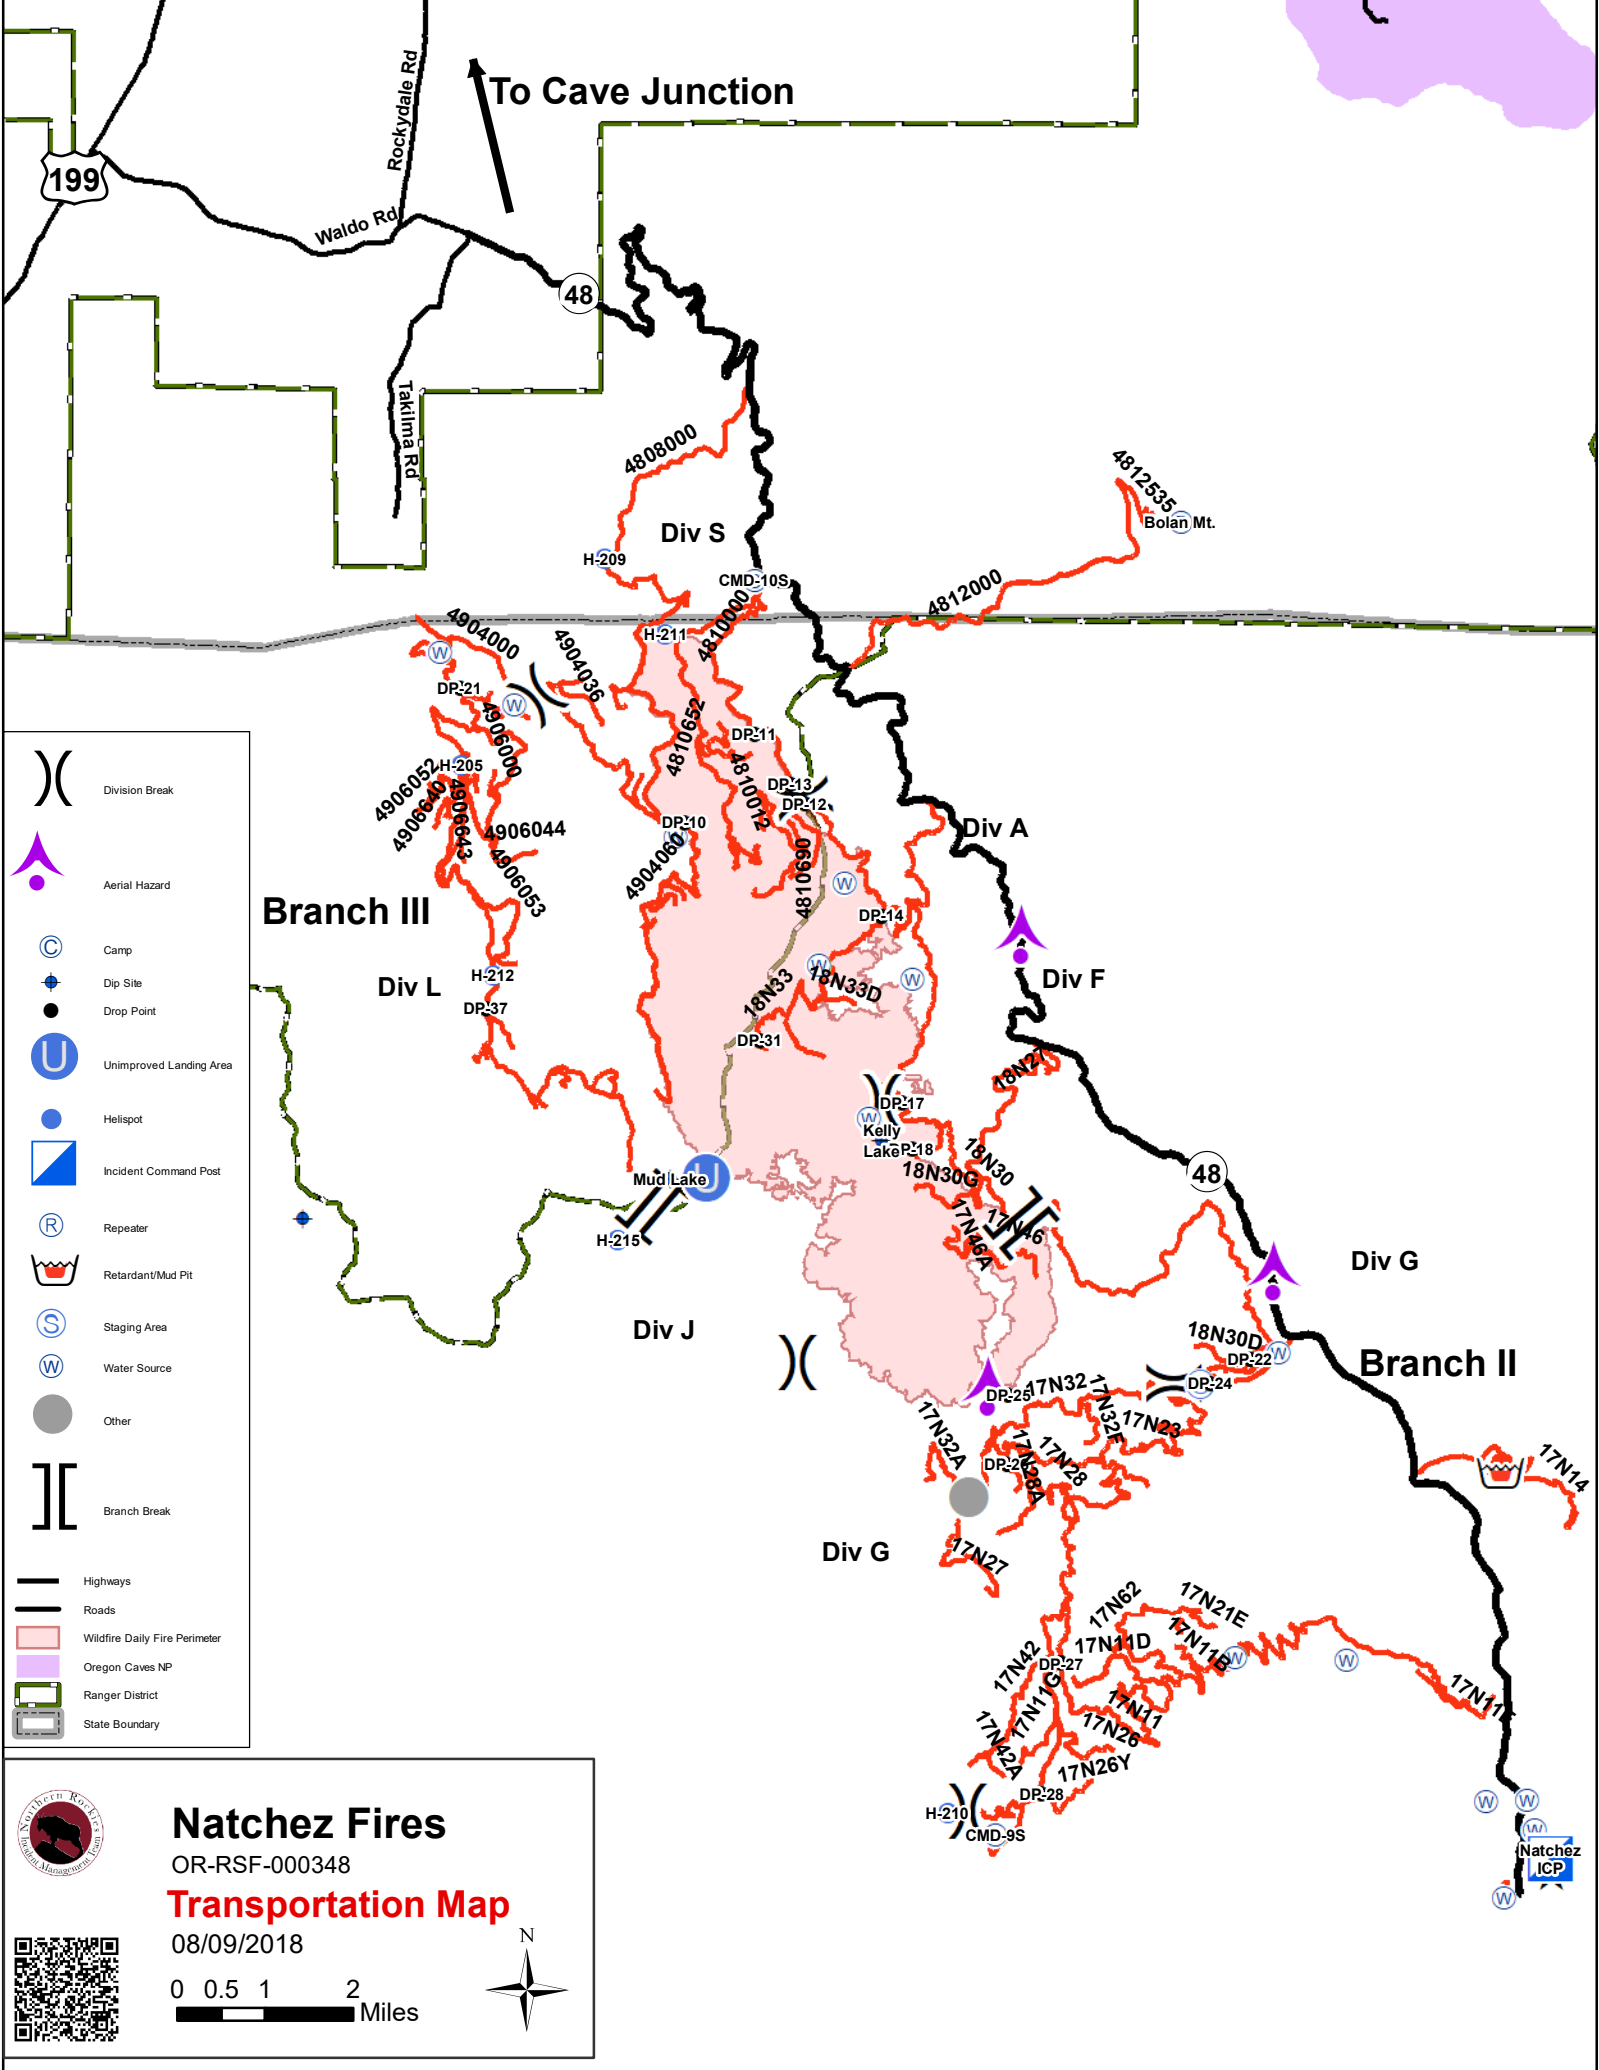 To Cave Junction
Rockydale Rd
199
Waldo Rd
48
Takilma Rd
4808000
4812535
Bolan Mt.
Div S
H-209
CMD-10S
4812000
4810000
H-211
4904000
4904036
DP-21
4906000
4810652
DP-11
4810012
H-205
4906052
4906640
4906643
4906044
4906053
DP-13
DP-12
DP-10
4904060
4810690
Div A
Branch III
DP-14
Div L
H-212
DP-37
18N33
18N33D
DP-31
Div F
18N27
DP-17
Kelly
Lake
DP-18
18N30
18N30G
48
Mud Lake
U
H-215
17N46
17N46A
Div G
Div J
18N30D
DP-22
Branch II
DP-24
DP-25
17N32
17N32F
17N23
17N32A
DP-26
17N28
17N28A
17N14
Div G
17N27
17N62
17N21E
17N11D
17N11B
17N42
DP-27
17N11G
17N11
17N26
17N42A
17N26Y
DP-28
H-210
CMD-9S
Natchez
ICP
Division Break
Aerial Hazard
C Camp
Dip Site
Drop Point
U Unimproved Landing Area
Helispot
Incident Command Post
R Repeater
Retardant/Mud Pit
S Staging Area
W Water Source
Other
Branch Break
Highways
Roads
Wildfire Daily Fire Perimeter
Oregon Caves NP
Ranger District
State Boundary
Northern Rockies
Incident Management Team
Natchez Fires
OR-RSF-000348
Transportation Map
08/09/2018
0 0.5 1 2
Miles
N